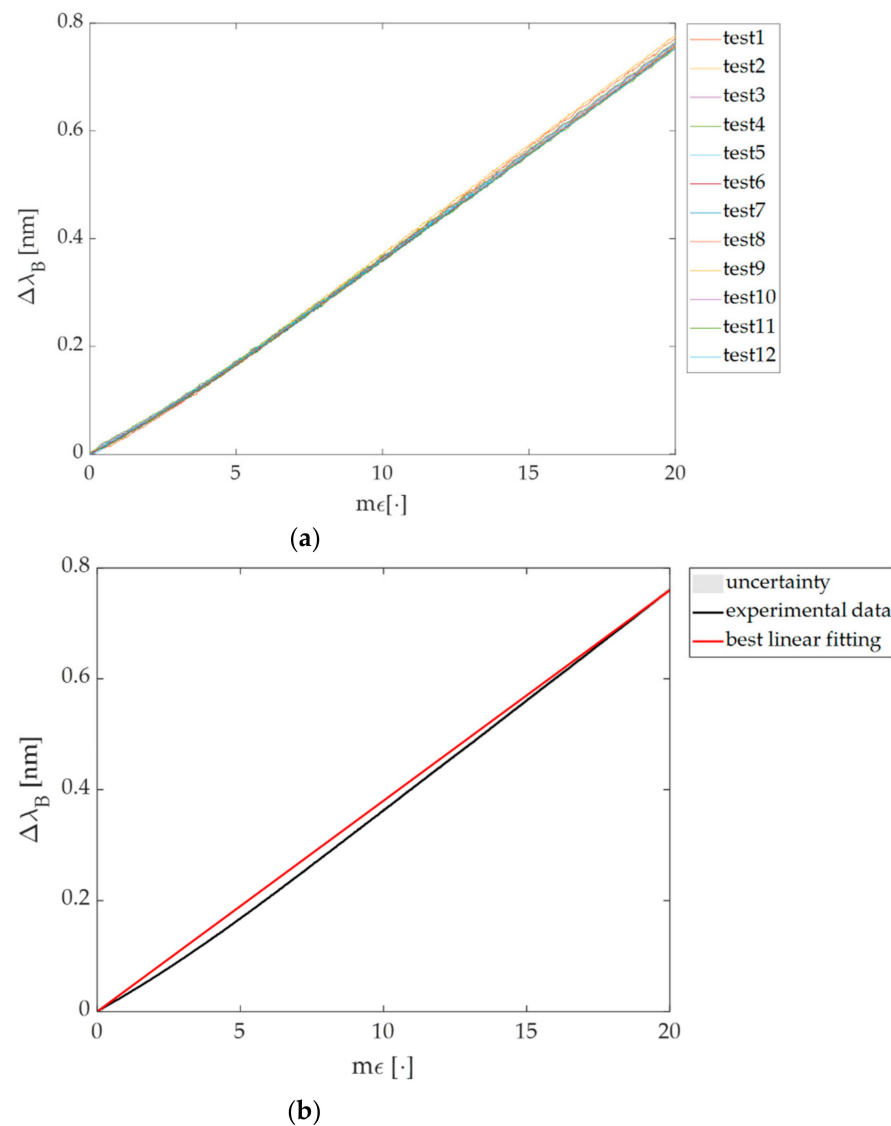 0.8
0.6
0.4
0.2
0
Δλ_B [nm]
0 5 10 15 20
mϵ[·]
test1
test2
test3
test4
test5
test6
test7
test8
test9
test10
test11
test12
(a)
0.8
0.6
0.4
0.2
0
Δλ_B [nm]
0 5 10 15 20
mϵ [·]
uncertainty
experimental data
best linear fitting
(b)